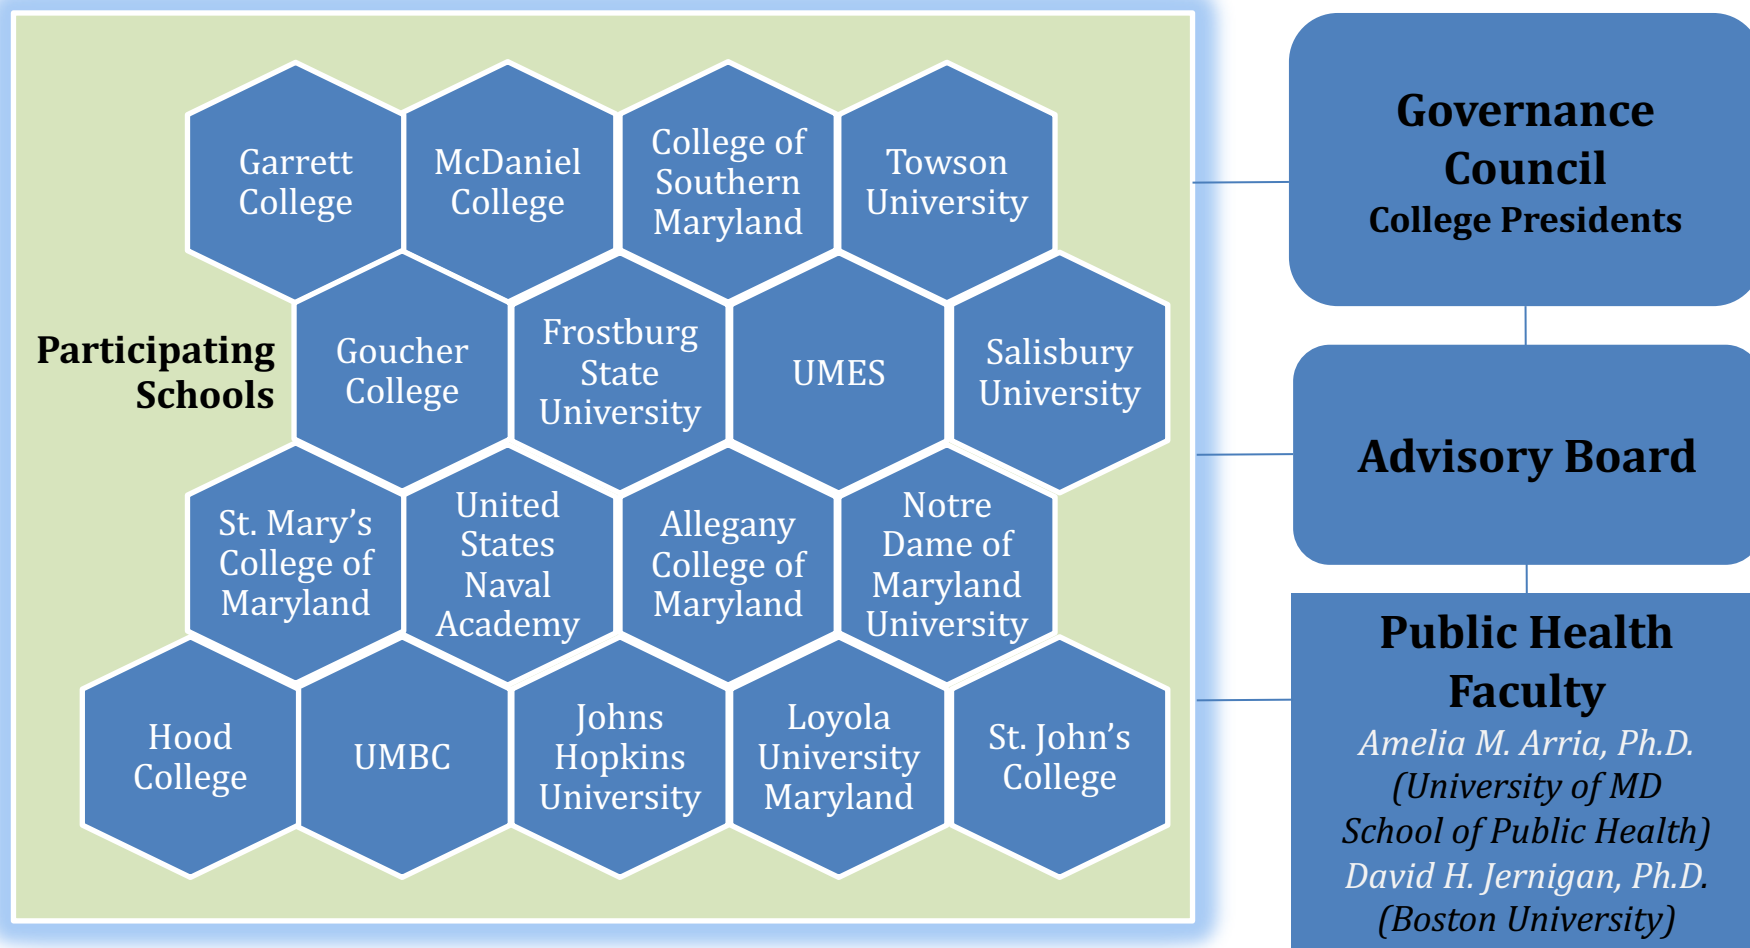 Garrett
College
McDaniel
College
College of
Southern
Maryland
Towson
University
Participating
Schools
Goucher
College
Frostburg
State
University
UMES
Salisbury
University
St. Mary’s
College of
Maryland
United
States
Naval
Academy
Allegany
College of
Maryland
Notre
Dame of
Maryland
University
Hood
College
UMBC
Johns
Hopkins
University
Loyola
University
Maryland
St. John’s
College
Governance
Council
College Presidents
Advisory Board
Public Health
Faculty
Amelia M. Arria, Ph.D.
(University of MD
School of Public Health)
David H. Jernigan, Ph.D.
(Boston University)